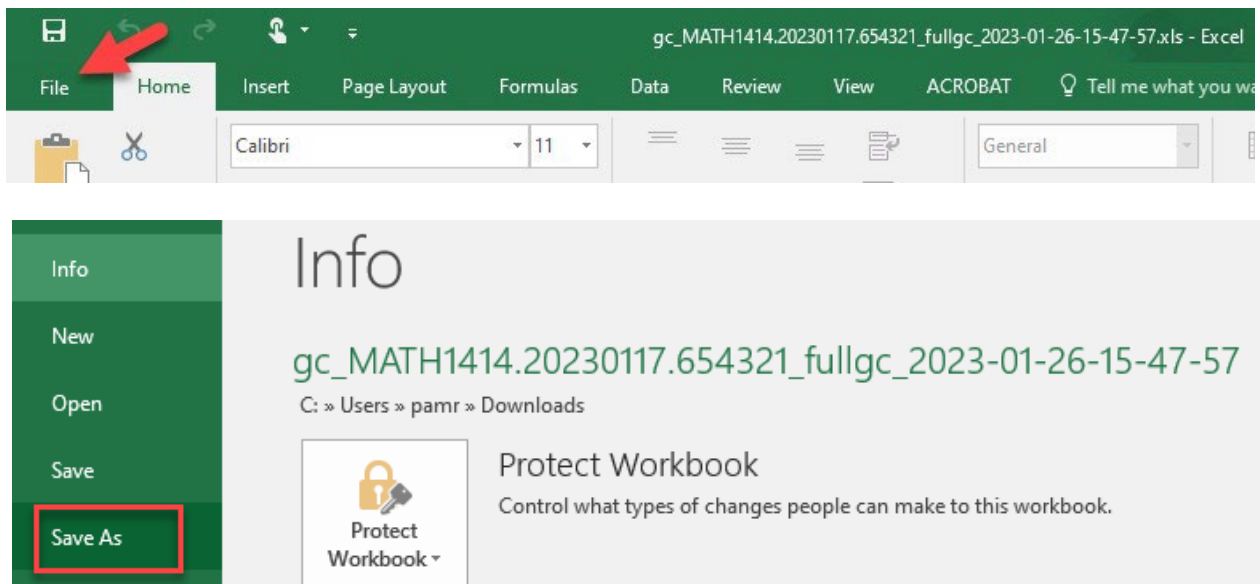 gc_MATH1414.20230117.654321_fullgc_2023-01-26-15-47-57.xls - Excel
File Home Insert Page Layout Formulas Data Review View ACROBAT Tell me what you wa
Calibri 11 General
Info
Info
New
gc_MATH1414.20230117.654321_fullgc_2023-01-26-15-47-57
Open
C: » Users » pamr » Downloads
Save
Protect Workbook
Control what types of changes people can make to this workbook.
Save As
Protect
Workbook